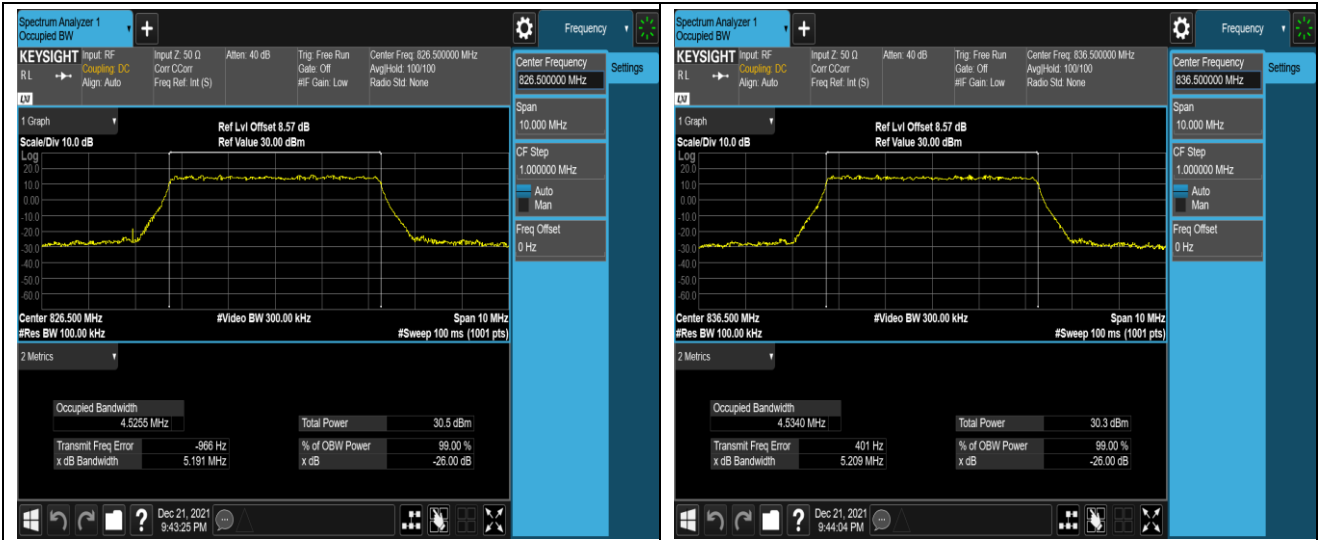 Spectrum Analyzer 1
Occupied BW
+
Frequency
KEYSIGHT
Input: RF
Coupling: DC
Align: Auto
Input Z: 50 Ω
Corr CCorr
Freq Ref: Int (S)
Atten: 40 dB
Trig: Free Run
Gate: Off
#IF Gain: Low
Center Freq: 826.500000 MHz
Avg|Hold: 100/100
Radio Std: None
RL
LXI
Center Frequency
826.500000 MHz
Settings
Span
10.000 MHz
CF Step
1.000000 MHz
Auto
Man
Freq Offset
0 Hz
1 Graph
Scale/Div 10.0 dB
Ref Lvl Offset 8.57 dB
Ref Value 30.00 dBm
Log
20.0
10.0
0.00
-10.0
-20.0
-30.0
-40.0
-50.0
-60.0
Center 826.500 MHz
#Video BW 300.00 kHz
Span 10 MHz
#Res BW 100.00 kHz
#Sweep 100 ms (1001 pts)
2 Metrics
Occupied Bandwidth
4.5255 MHz
Total Power 30.5 dBm
Transmit Freq Error -966 Hz
% of OBW Power 99.00 %
x dB Bandwidth 5.191 MHz
x dB -26.00 dB
?
Dec 21, 2021
9:43:25 PM
Spectrum Analyzer 1
Occupied BW
+
Frequency
KEYSIGHT
Input: RF
Coupling: DC
Align: Auto
Input Z: 50 Ω
Corr CCorr
Freq Ref: Int (S)
Atten: 40 dB
Trig: Free Run
Gate: Off
#IF Gain: Low
Center Freq: 836.500000 MHz
Avg|Hold: 100/100
Radio Std: None
RL
LXI
Center Frequency
836.500000 MHz
Settings
Span
10.000 MHz
CF Step
1.000000 MHz
Auto
Man
Freq Offset
0 Hz
1 Graph
Scale/Div 10.0 dB
Ref Lvl Offset 8.57 dB
Ref Value 30.00 dBm
Log
20.0
10.0
0.00
-10.0
-20.0
-30.0
-40.0
-50.0
-60.0
Center 836.500 MHz
#Video BW 300.00 kHz
Span 10 MHz
#Res BW 100.00 kHz
#Sweep 100 ms (1001 pts)
2 Metrics
Occupied Bandwidth
4.5340 MHz
Total Power 30.3 dBm
Transmit Freq Error 401 Hz
% of OBW Power 99.00 %
x dB Bandwidth 5.209 MHz
x dB -26.00 dB
?
Dec 21, 2021
9:44:04 PM